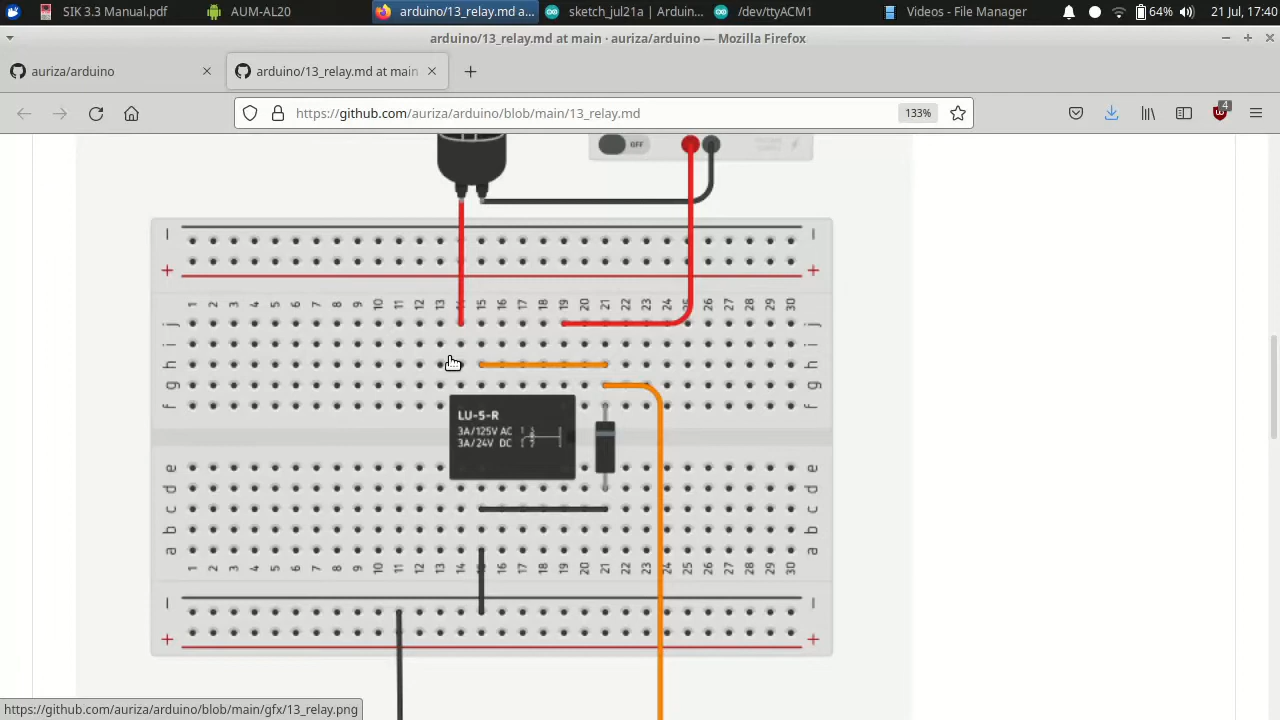 SIK 3.3 Manual.pdf AUM-AL20 arduino/13_relay.md a... sketch_jul21a | Arduin... /dev/ttyACM1 Videos - File Manager 64% 21 Jul, 17:40
arduino/13_relay.md at main · auriza/arduino — Mozilla Firefox
auriza/arduino arduino/13_relay.md at main
https://github.com/auriza/arduino/blob/main/13_relay.md 133% 4
OFF
1 2 3 4 5 6 7 8 9 10 11 12 13 14 15 16 17 18 19 20 21 22 23 24 25 26 27 28 29 30
j j
i i
h h
g g
f f
LU-5-R
3A/125V AC
3A/24V DC
e e
d d
c c
b b
a a
1 2 3 4 5 6 7 8 9 10 11 12 13 14 15 16 17 18 19 20 21 22 23 24 25 26 27 28 29 30
https://github.com/auriza/arduino/blob/main/gfx/13_relay.png